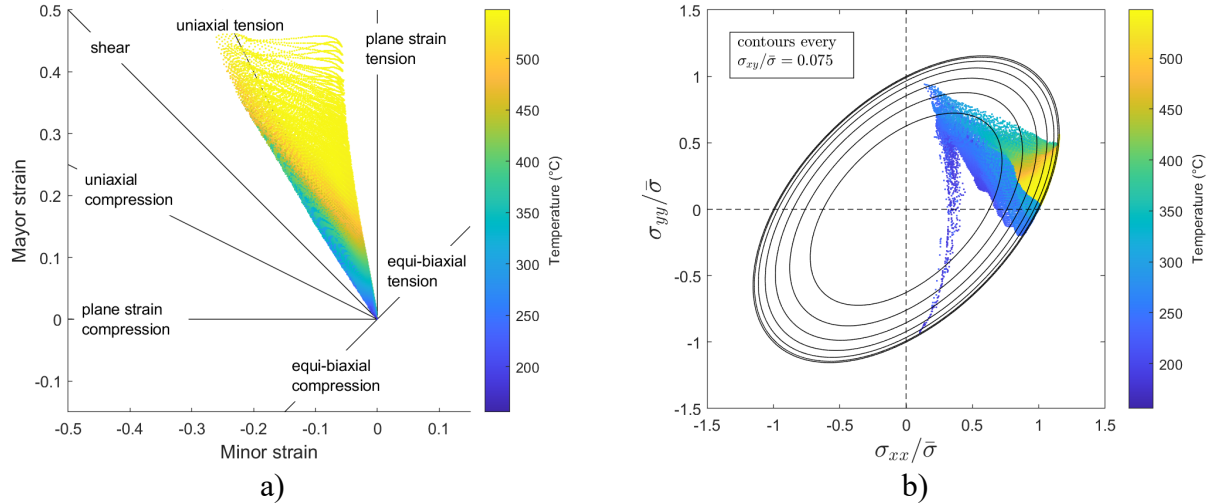 uniaxial tension
shear
plane strain
tension
uniaxial
compression
equi-biaxial
tension
plane strain
compression
equi-biaxial
compression
0.5
0.4
0.3
0.2
0.1
0
-0.1
Mayor strain
-0.5 -0.4 -0.3 -0.2 -0.1 0 0.1
Minor strain
500
450
400
350
300
250
200
Temperature (°C)
a)
contours every
σxy/σ̄ = 0.075
1.5
1
0.5
0
-0.5
-1
-1.5
σyy/σ̄
-1.5 -1 -0.5 0 0.5 1 1.5
σxx/σ̄
500
450
400
350
300
250
200
Temperature (°C)
b)